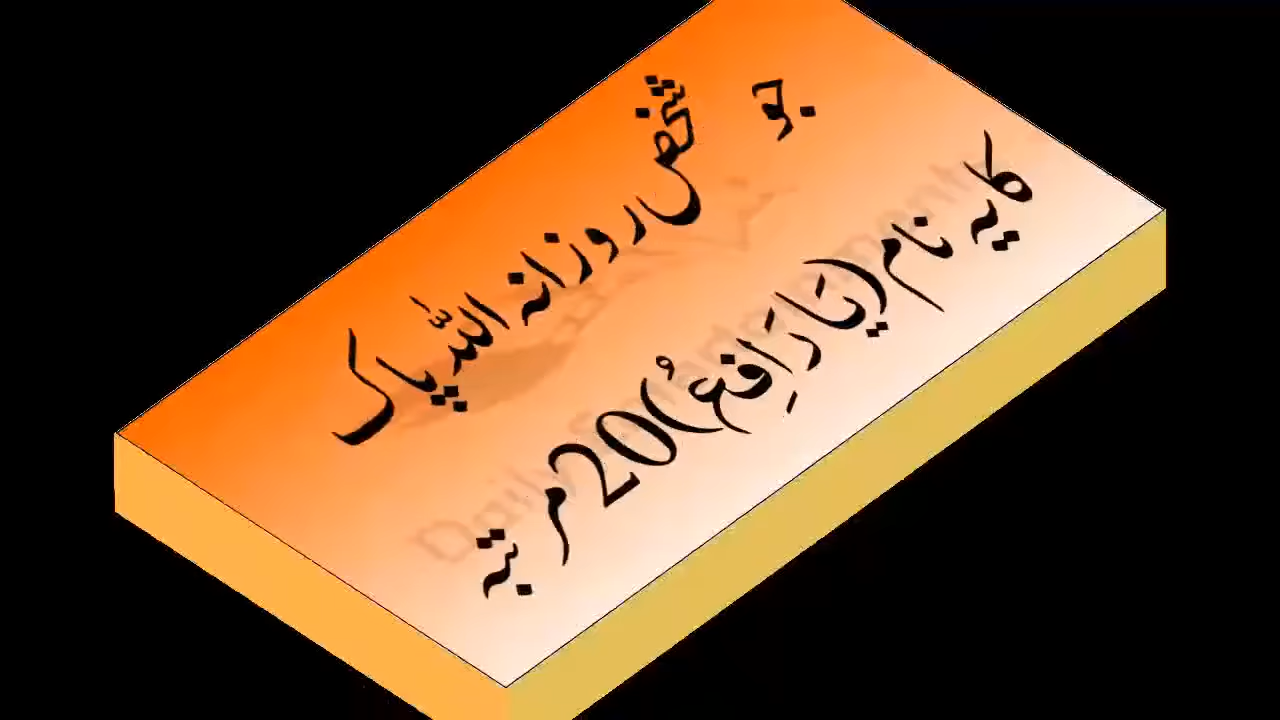 جو شخص روزانہ اللہ پاک
کا یہ نام (یَا رَافِعُ) 20 مرتبہ